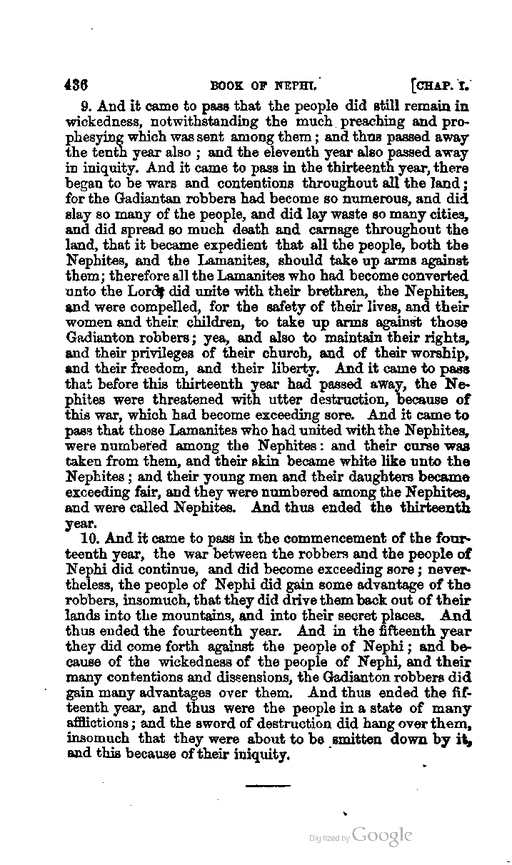 436 BOOK OF NEPHI. [CHAP. I.
9. And it came to pass that the people did still remain in
wickedness, notwithstanding the much preaching and pro-
phesying which was sent among them; and thus passed away
the tenth year also; and the eleventh year also passed away
in iniquity. And it came to pass in the thirteenth year, there
began to be wars and contentions throughout all the land;
for the Gadiantan robbers had become so numerous, and did
slay so many of the people, and did lay waste so many cities,
and did spread so much death and carnage throughout the
land, that it became expedient that all the people, both the
Nephites, and the Lamanites, should take up arms against
them; therefore all the Lamanites who had become converted
unto the Lord, did unite with their brethren, the Nephites,
and were compelled, for the safety of their lives, and their
women and their children, to take up arms against those
Gadianton robbers; yea, and also to maintain their rights,
and their privileges of their church, and of their worship,
and their freedom, and their liberty. And it came to pass
that before this thirteenth year had passed away, the Ne-
phites were threatened with utter destruction, because of
this war, which had become exceeding sore. And it came to
pass that those Lamanites who had united with the Nephites,
were numbered among the Nephites: and their curse was
taken from them, and their skin became white like unto the
Nephites; and their young men and their daughters became
exceeding fair, and they were numbered among the Nephites,
and were called Nephites. And thus ended the thirteenth
year.
10. And it came to pass in the commencement of the four-
teenth year, the war between the robbers and the people of
Nephi did continue, and did become exceeding sore; never-
theless, the people of Nephi did gain some advantage of the
robbers, insomuch, that they did drive them back out of their
lands into the mountains, and into their secret places. And
thus ended the fourteenth year. And in the fifteenth year
they did come forth against the people of Nephi; and be-
cause of the wickedness of the people of Nephi, and their
many contentions and dissensions, the Gadianton robbers did
gain many advantages over them. And thus ended the fif-
teenth year, and thus were the people in a state of many
afflictions; and the sword of destruction did hang over them,
insomuch that they were about to be smitten down by it,
and this because of their iniquity.
Digitized by Google